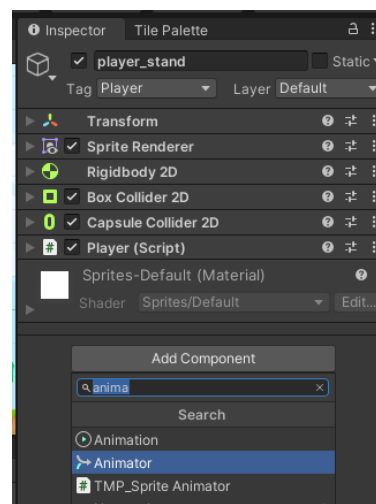 Inspector Tile Palette
player_stand Static
Tag Player Layer Default
Transform
Sprite Renderer
Rigidbody 2D
Box Collider 2D
Capsule Collider 2D
# Player (Script)
Sprites-Default (Material)
Shader Sprites/Default Edit...
Add Component
anima
Search
Animation
Animator
# TMP_Sprite Animator